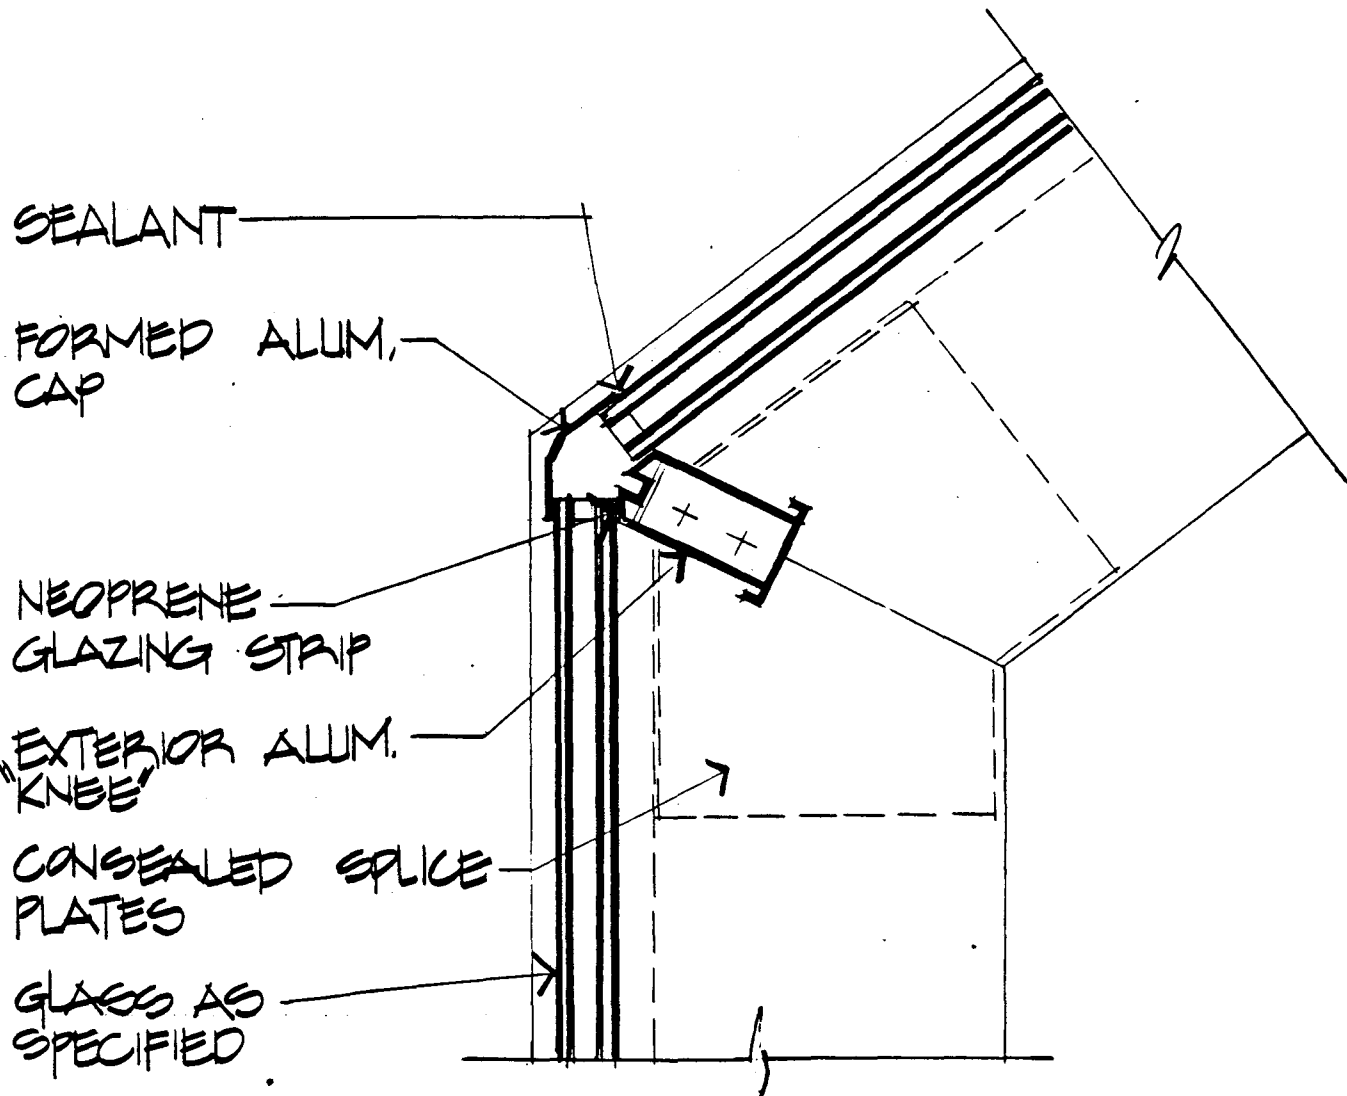 SEALANT
FORMED ALUM.
CAP
NEOPRENE
GLAZING STRIP
EXTERIOR ALUM.
"KNEE"
CONSEALED SPLICE
PLATES
GLASS AS
SPECIFIED